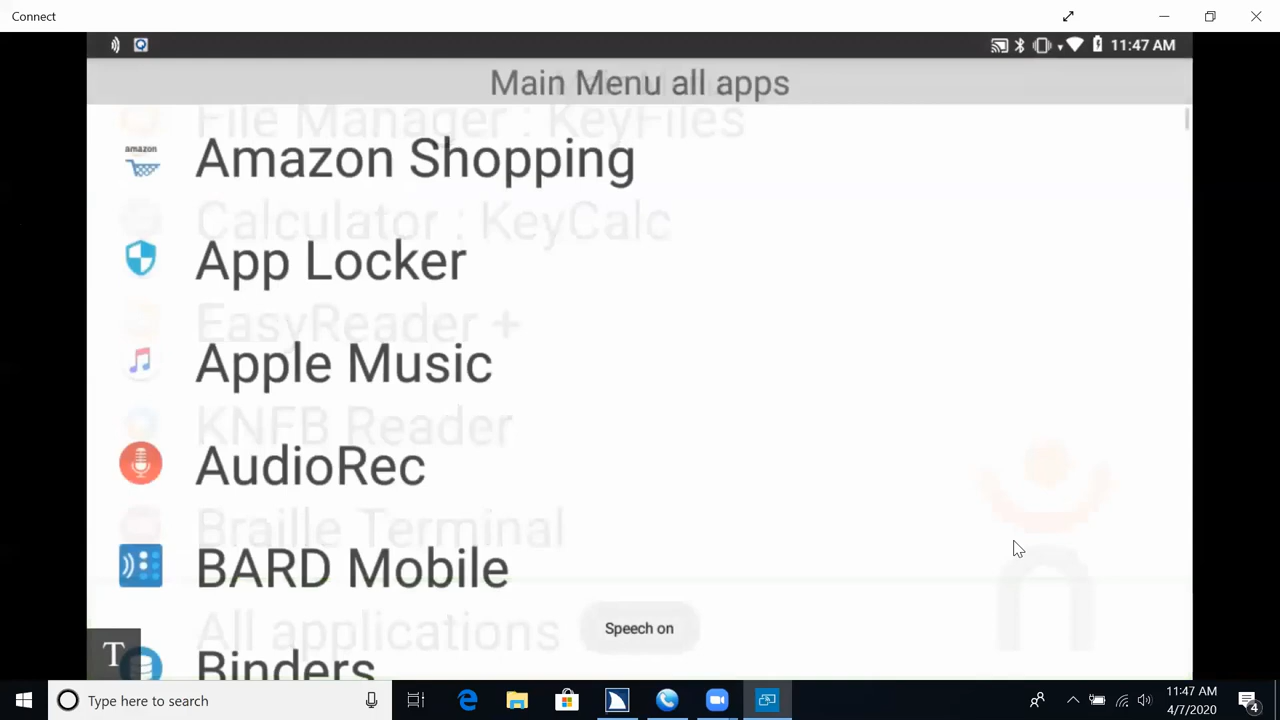 Connect
11:47 AM
Main Menu all apps
File Manager : KeyFiles
amazon
Amazon Shopping
Calculator : KeyCalc
App Locker
EasyReader +
Apple Music
KNFB Reader
AudioRec
Braille Terminal
BARD Mobile
All applications
Speech on
T
Binders
Type here to search
11:47 AM
4/7/2020
4